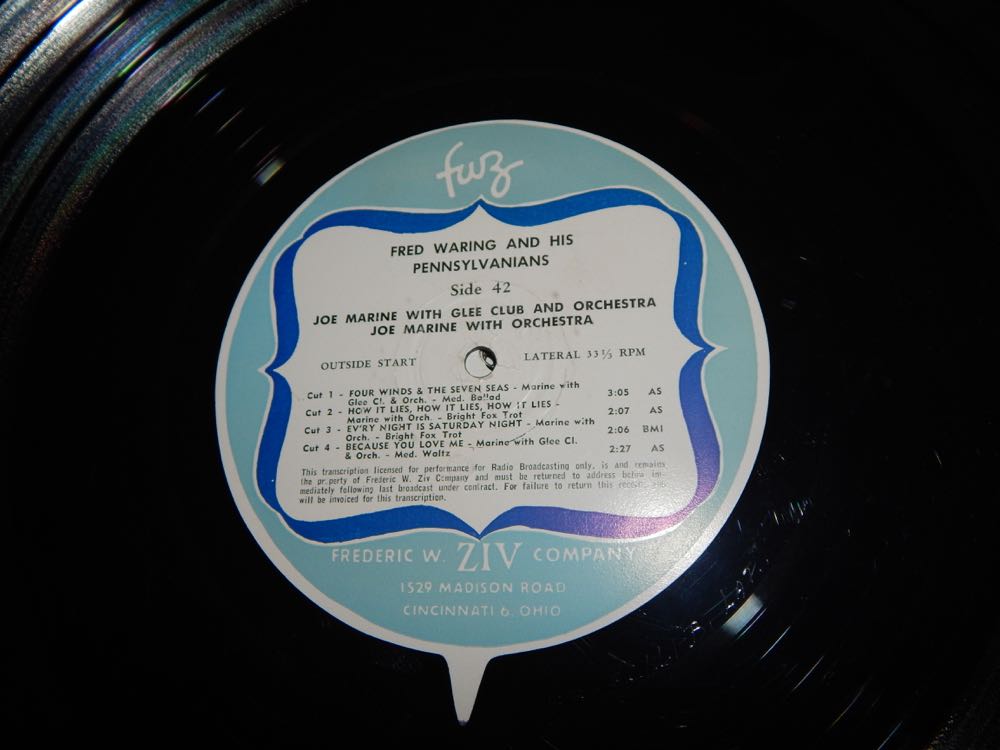 fwz
FRED WARING AND HIS
PENNSYLVANIANS
Side 42
JOE MARINE WITH GLEE CLUB AND ORCHESTRA
JOE MARINE WITH ORCHESTRA
OUTSIDE START LATERAL 33 1/3 RPM
Cut 1 - FOUR WINDS & THE SEVEN SEAS - Marine with 3:05 AS
Glee Cl. & Orch. - Med. Ballad
Cut 2 - HOW IT LIES, HOW IT LIES, HOW IT LIES - 2:07 AS
Marine with Orch. - Bright Fox Trot
Cut 3 - EV'RY NIGHT IS SATURDAY NIGHT - Marine with 2:06 BMI
Orch. - Bright Fox Trot
Cut 4 - BECAUSE YOU LOVE ME - Marine with Glee Cl. 2:27 AS
& Orch. - Med. Waltz
This transcription licensed for performance for Radio Broadcasting only, is and remains
the property of Frederic W. Ziv Company and must be returned to address below im-
mediately following last broadcast under contract. For failure to return this record,
will be invoiced for this transcription.
FREDERIC W. ZIV COMPANY
1529 MADISON ROAD
CINCINNATI 6, OHIO